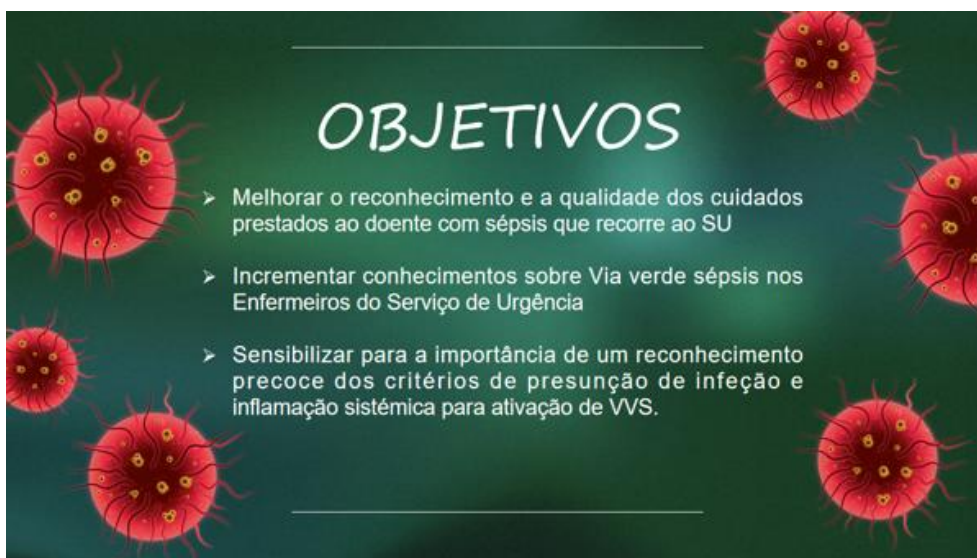 OBJETIVOS
➢ Melhorar o reconhecimento e a qualidade dos cuidados
prestados ao doente com sépsis que recorre ao SU
➢ Incrementar conhecimentos sobre Via verde sépsis nos
Enfermeiros do Serviço de Urgência
➢ Sensibilizar para a importância de um reconhecimento
precoce dos critérios de presunção de infeção e
inflamação sistémica para ativação de VVS.